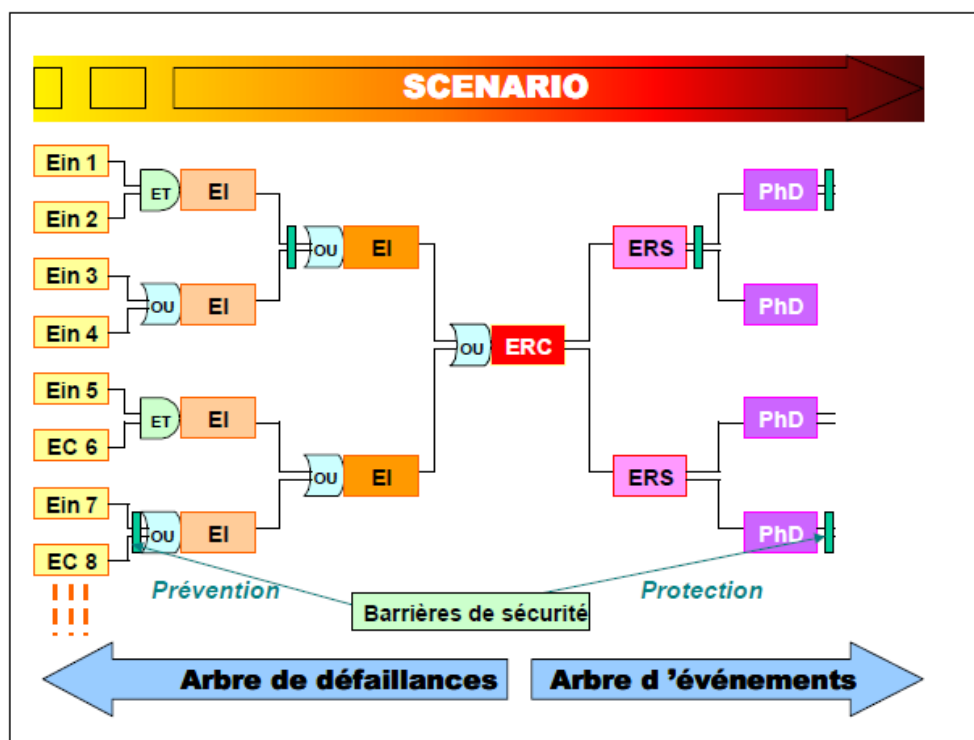 SCENARIO
Ein 1
ET
EI
PhD
Ein 2
OU
EI
ERS
Ein 3
OU
EI
PhD
Ein 4
OU
ERC
Ein 5
ET
EI
PhD
EC 6
OU
EI
ERS
Ein 7
OU
EI
PhD
EC 8
Prévention
Protection
Barrières de sécurité
Arbre de défaillances
Arbre d ’événements